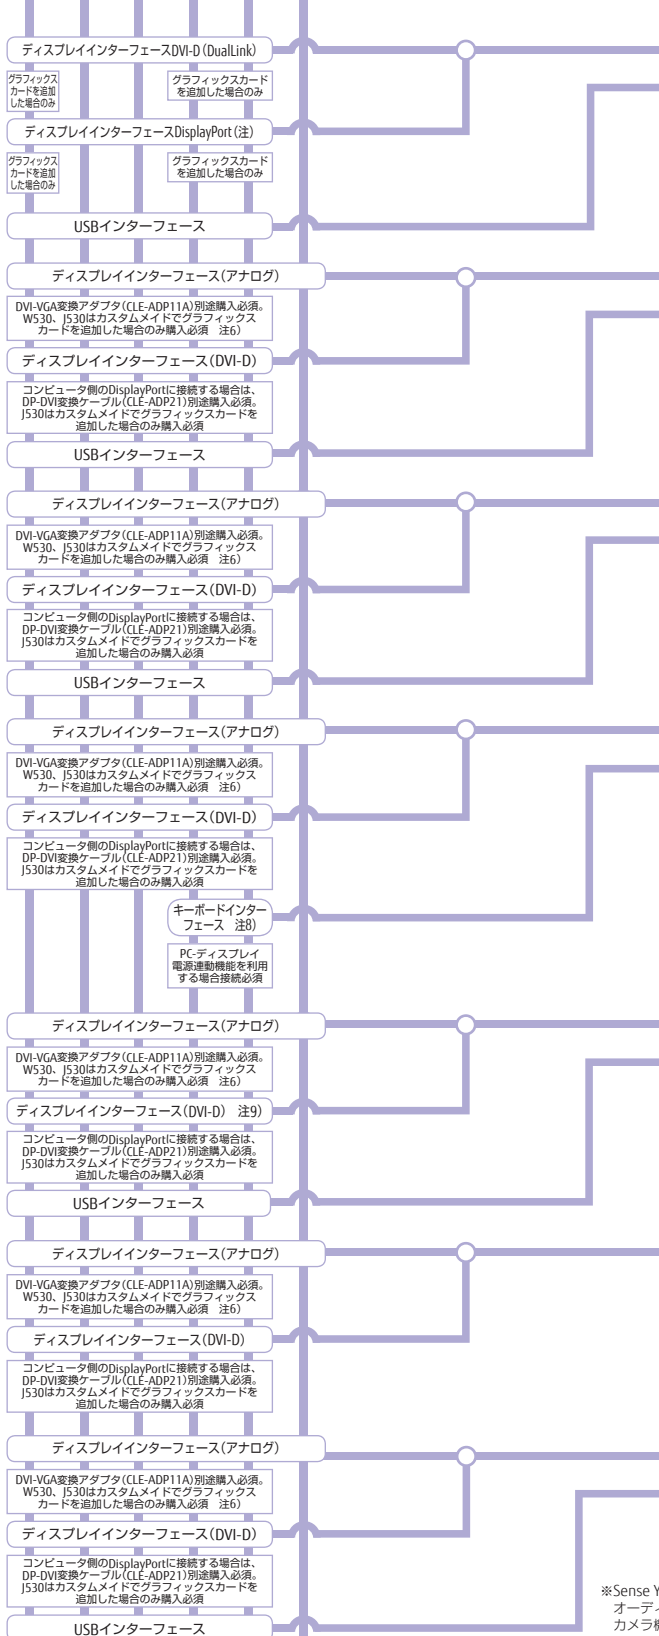 ディスプレイインターフェースDVI-D（DualLink）
グラフィックス
カードを追加
した場合のみ
グラフィックスカード
を追加した場合のみ
ディスプレイインターフェースDisplayPort（注）
グラフィックス
カードを追加
した場合のみ
グラフィックスカード
を追加した場合のみ
USBインターフェース
ディスプレイインターフェース（アナログ）
DVI-VGA変換アダプタ（CLE-ADP11A）別途購入必須。
W530、J530はカスタムメイドでグラフィックス
カードを追加した場合のみ購入必須　注6）
ディスプレイインターフェース（DVI-D）
コンピュータ側のDisplayPortに接続する場合は、
DP-DVI変換ケーブル（CLE-ADP21）別途購入必須。
J530はカスタムメイドでグラフィックスカードを
追加した場合のみ購入必須
USBインターフェース
ディスプレイインターフェース（アナログ）
DVI-VGA変換アダプタ（CLE-ADP11A）別途購入必須。
W530、J530はカスタムメイドでグラフィックス
カードを追加した場合のみ購入必須　注6）
ディスプレイインターフェース（DVI-D）
コンピュータ側のDisplayPortに接続する場合は、
DP-DVI変換ケーブル（CLE-ADP21）別途購入必須。
J530はカスタムメイドでグラフィックスカードを
追加した場合のみ購入必須
USBインターフェース
ディスプレイインターフェース（アナログ）
DVI-VGA変換アダプタ（CLE-ADP11A）別途購入必須。
W530、J530はカスタムメイドでグラフィックス
カードを追加した場合のみ購入必須　注6）
ディスプレイインターフェース（DVI-D）
コンピュータ側のDisplayPortに接続する場合は、
DP-DVI変換ケーブル（CLE-ADP21）別途購入必須。
J530はカスタムメイドでグラフィックスカードを
追加した場合のみ購入必須
キーボードインター
フェース　注8）
PC-ディスプレイ
電源連動機能を利用
する場合接続必須
ディスプレイインターフェース（アナログ）
DVI-VGA変換アダプタ（CLE-ADP11A）別途購入必須。
W530、J530はカスタムメイドでグラフィックス
カードを追加した場合のみ購入必須　注6）
ディスプレイインターフェース（DVI-D）　注9）
コンピュータ側のDisplayPortに接続する場合は、
DP-DVI変換ケーブル（CLE-ADP21）別途購入必須。
J530はカスタムメイドでグラフィックスカードを
追加した場合のみ購入必須
USBインターフェース
ディスプレイインターフェース（アナログ）
DVI-VGA変換アダプタ（CLE-ADP11A）別途購入必須。
W530、J530はカスタムメイドでグラフィックス
カードを追加した場合のみ購入必須　注6）
ディスプレイインターフェース（DVI-D）
コンピュータ側のDisplayPortに接続する場合は、
DP-DVI変換ケーブル（CLE-ADP21）別途購入必須。
J530はカスタムメイドでグラフィックスカードを
追加した場合のみ購入必須
ディスプレイインターフェース（アナログ）
DVI-VGA変換アダプタ（CLE-ADP11A）別途購入必須。
W530、J530はカスタムメイドでグラフィックス
カードを追加した場合のみ購入必須　注6）
ディスプレイインターフェース（DVI-D）
コンピュータ側のDisplayPortに接続する場合は、
DP-DVI変換ケーブル（CLE-ADP21）別途購入必須。
J530はカスタムメイドでグラフィックスカードを
追加した場合のみ購入必須
USBインターフェース
※Sense Y
オーディ
カメラ機